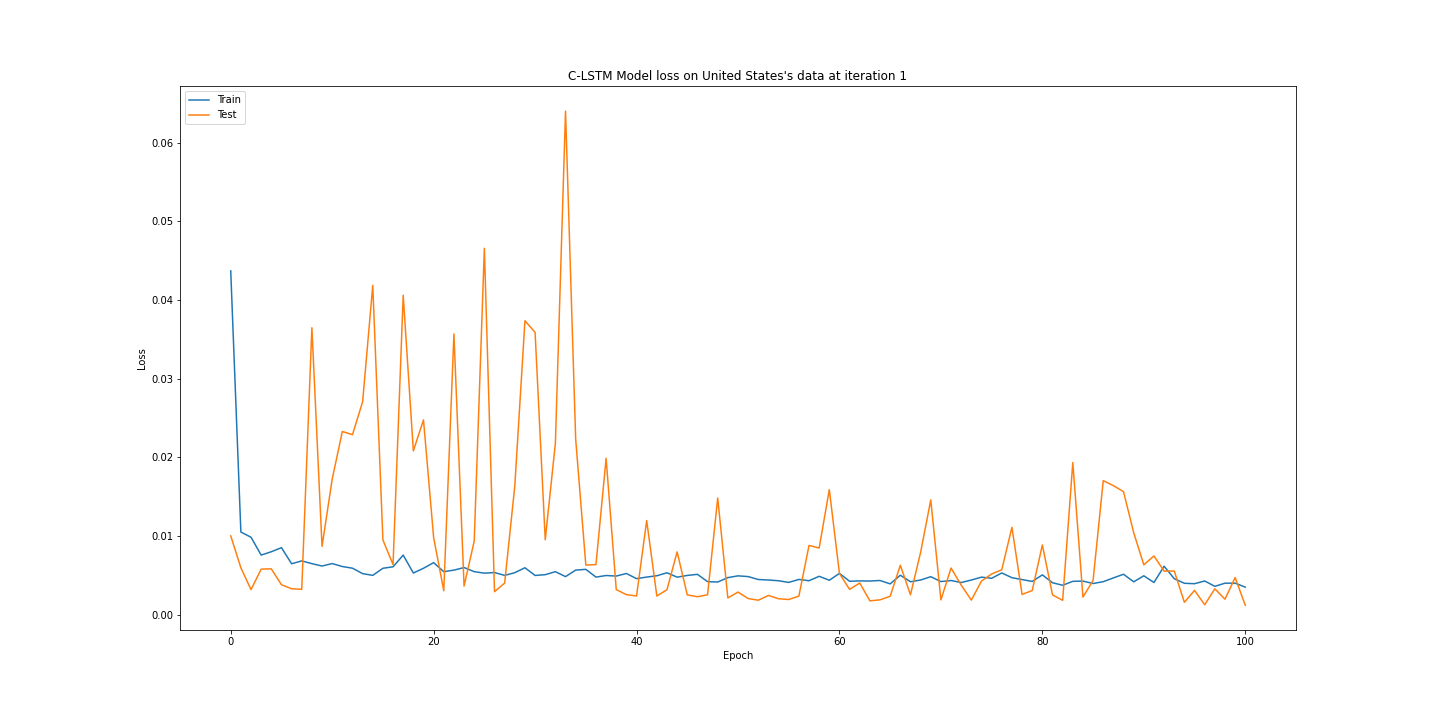 C-LSTM Model loss on United States's data at iteration 1
Train
Test
0.06
0.05
0.04
0.03
0.02
0.01
0.00
Loss
0 20 40 60 80 100
Epoch